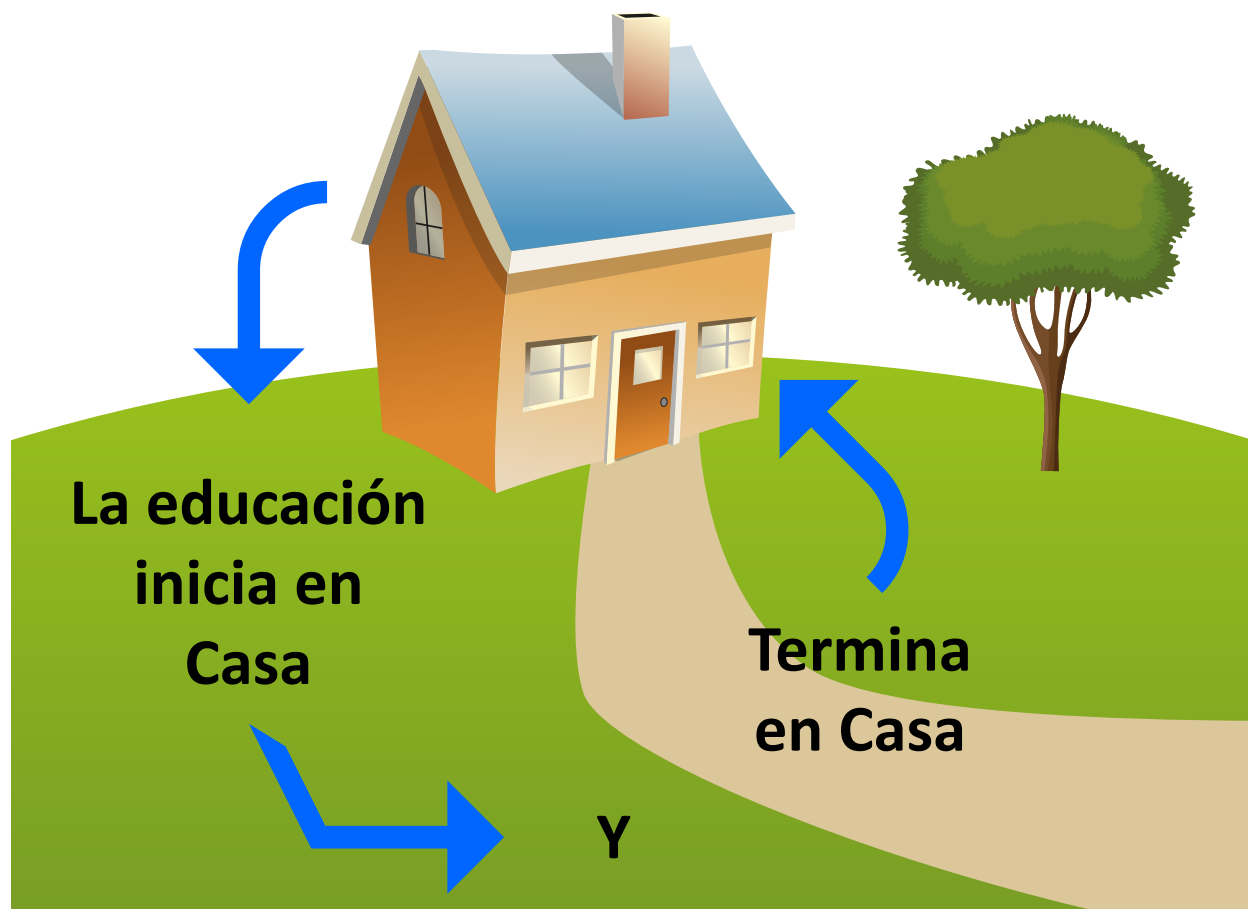 La educación
inicia en
Casa
Y
Termina
en Casa